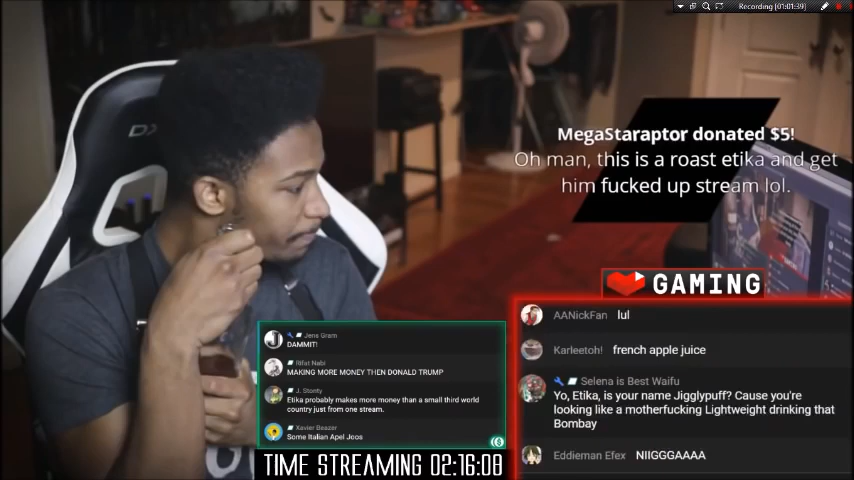 Recording [01:01:39]
DX
MegaStaraptor donated $5!
Oh man, this is a roast etika and get
him fucked up stream lol.
GAMING
AANickFan lul
Karleetoh! french apple juice
Selena is Best Waifu
Yo, Etika, is your name Jigglypuff? Cause you're
looking like a motherfucking Lightweight drinking that
Bombay
Eddieman Efex NIIGGGAAAA
Jens Gram
DAMMIT!
Rifat Nabi
MAKING MORE MONEY THEN DONALD TRUMP
J. Stonty
Etika probably makes more money than a small third world
country just from one stream.
Xavier Beazer
Some Italian Apel Joos
TIME STREAMING 02:16:08